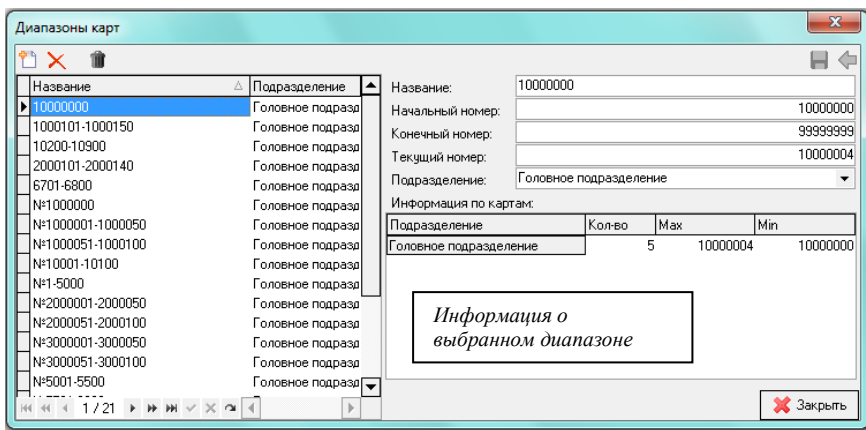 Диапазоны карт
Название Подразделение
10000000 Головное подразд
1000101-1000150 Головное подразд
10200-10900 Головное подразд
2000101-2000140 Головное подразд
6701-6800 Головное подразд
№1000000 Головное подразд
№1000001-1000050 Головное подразд
№1000051-1000100 Головное подразд
№10001-10100 Головное подразд
№1-5000 Головное подразд
№2000001-2000050 Головное подразд
№2000051-2000100 Головное подразд
№3000001-3000050 Головное подразд
№3000051-3000100 Головное подразд
№5001-5500 Головное подразд
1 / 21
Название: 10000000
Начальный номер: 10000000
Конечный номер: 99999999
Текущий номер: 10000004
Подразделение: Головное подразделение
Информация по картам:
Подразделение Кол-во Max Min
Головное подразделение 5 10000004 10000000
Информация о
выбранном диапазоне
Закрыть